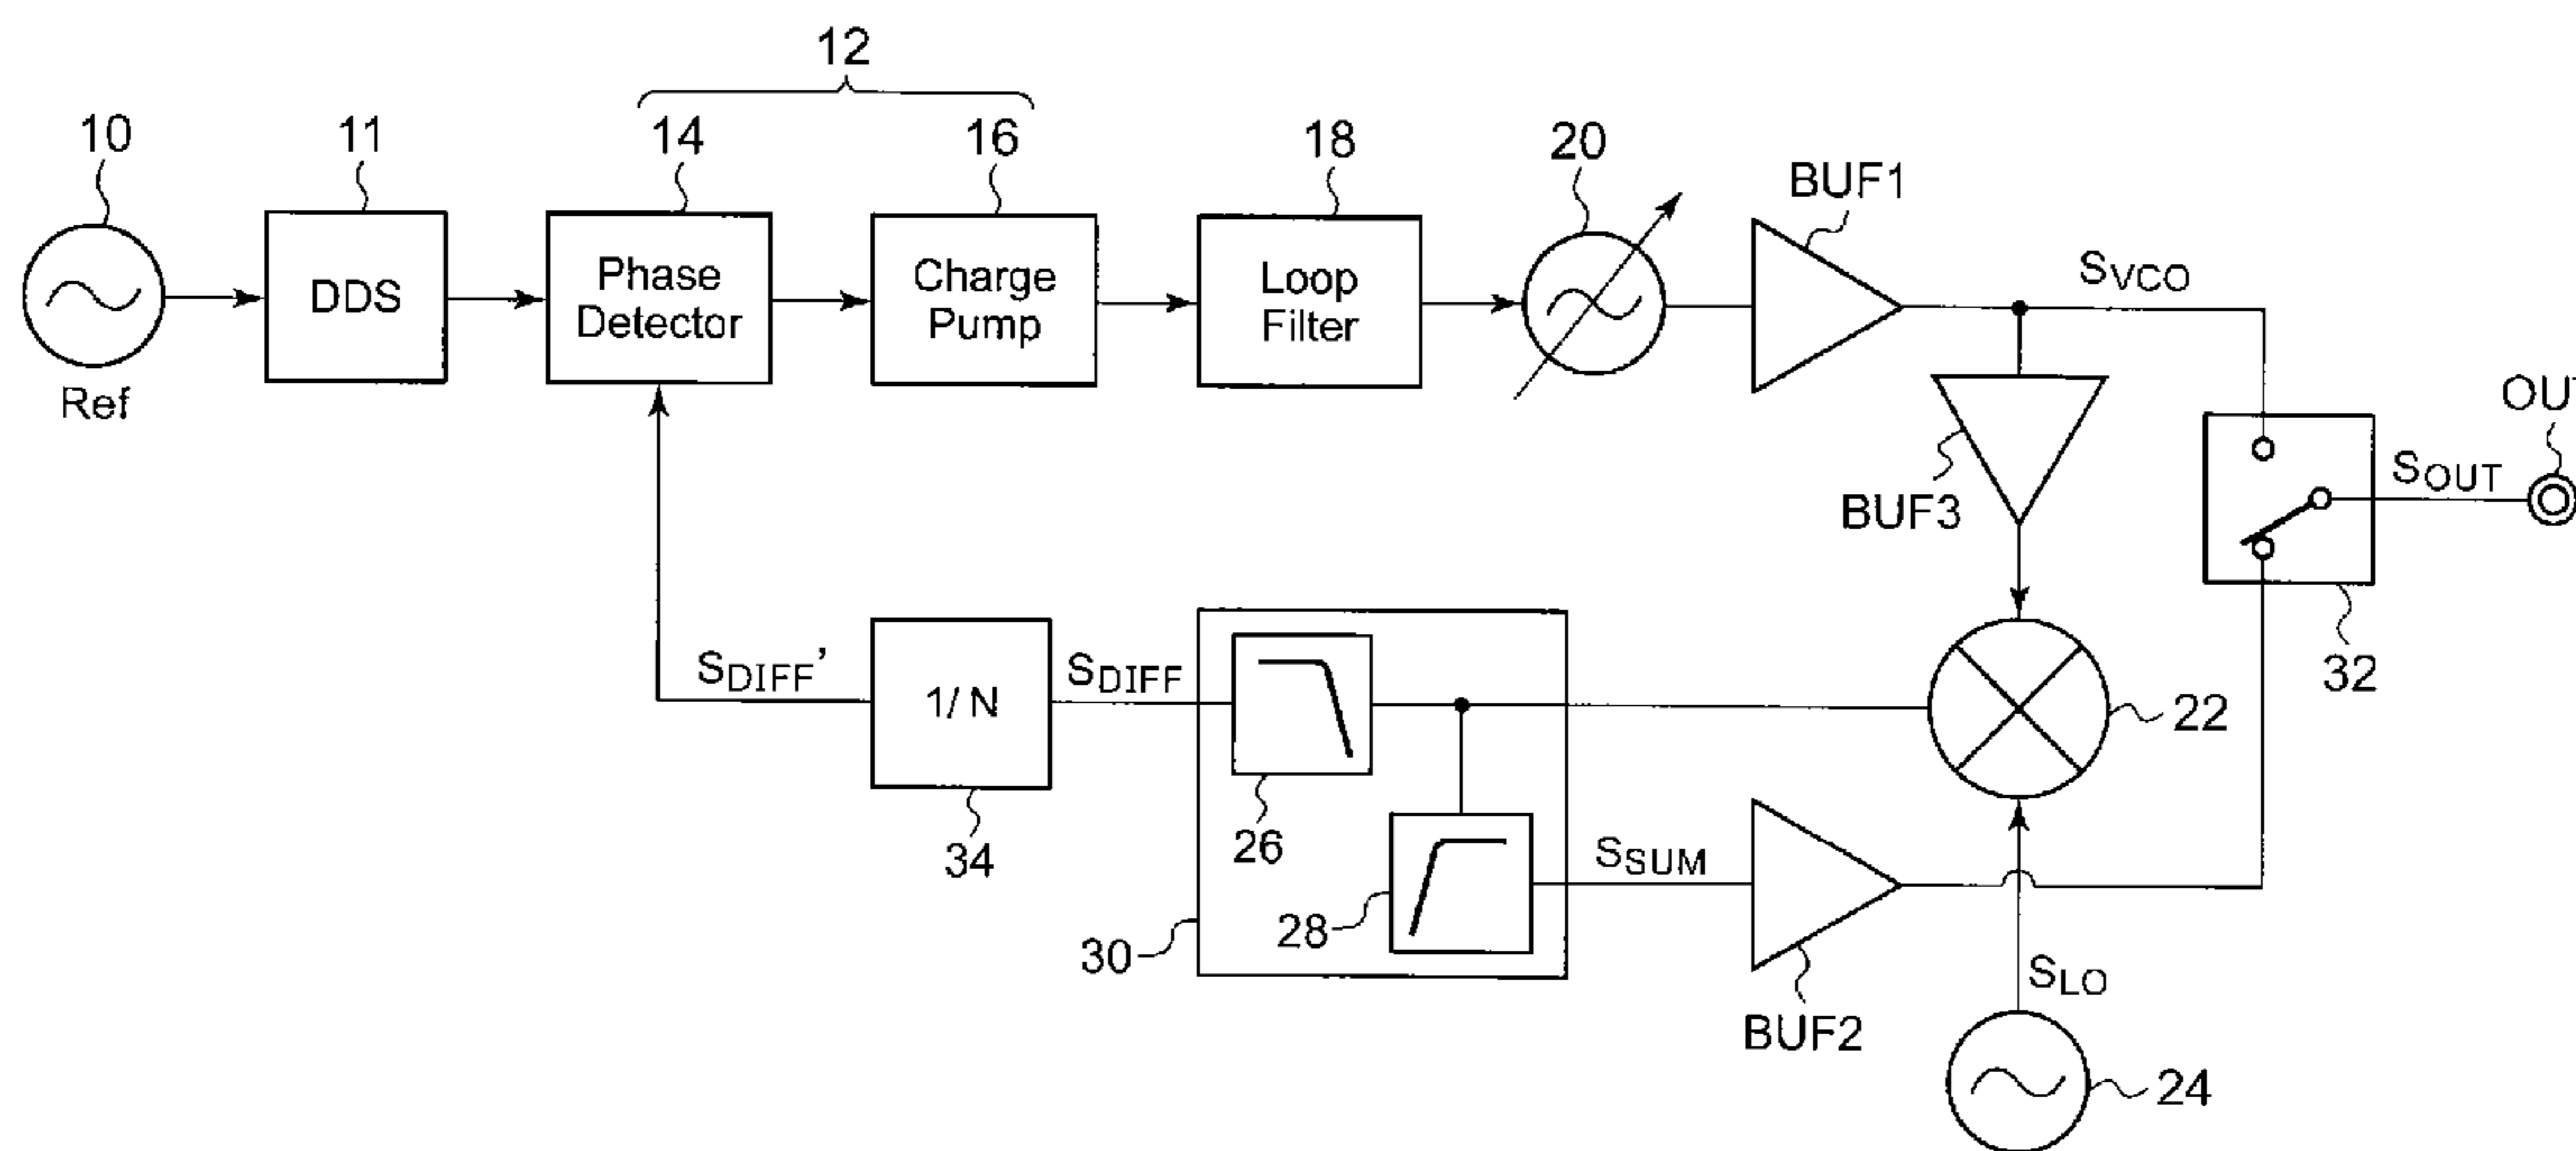 12
10
11
14
16
18
20
BUF1
DDS
Phase
Detector
Charge
Pump
Loop
Filter
SVCO
Ref
OUT
SOUT
BUF3
32
SDIFF'
1/N
SDIFF
22
34
26
SSUM
28
30
SLO
BUF2
24